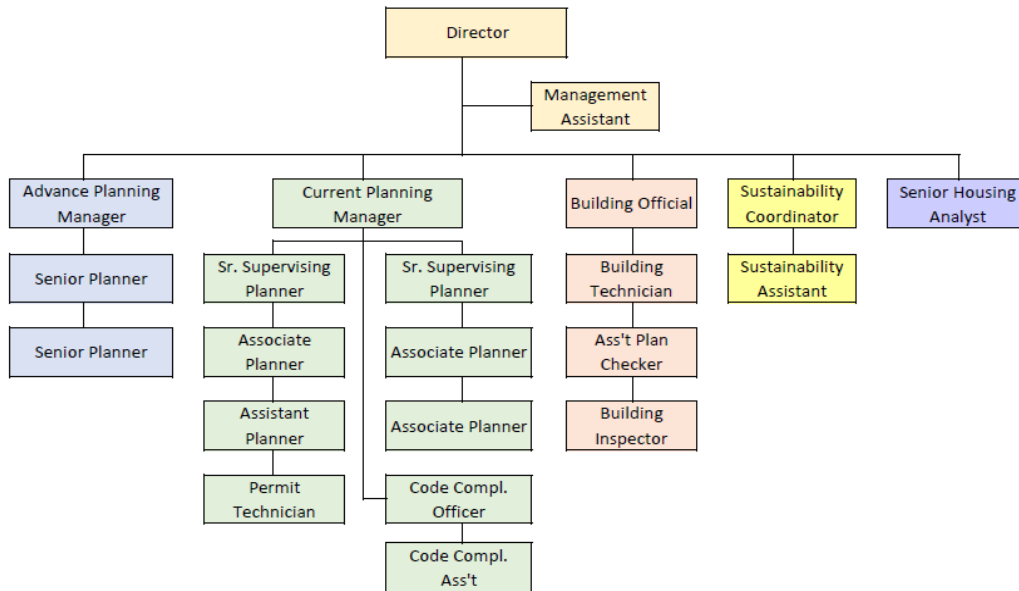 Director
Management
Assistant
Advance Planning
Manager
Current Planning
Manager
Building Official
Sustainability
Coordinator
Senior Housing
Analyst
Senior Planner
Sr. Supervising
Planner
Sr. Supervising
Planner
Building
Technician
Sustainability
Assistant
Senior Planner
Associate
Planner
Associate Planner
Ass't Plan
Checker
Assistant
Planner
Associate Planner
Building
Inspector
Permit
Technician
Code Compl.
Officer
Code Compl.
Ass't